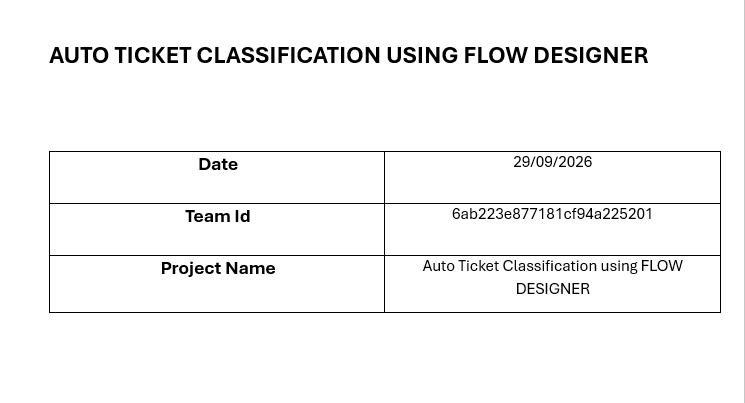 AUTO TICKET CLASSIFICATION USING FLOW DESIGNER
Date
29/09/2026
Team Id
6ab223e877181cf94a225201
Project Name
Auto Ticket Classification using FLOW
DESIGNER